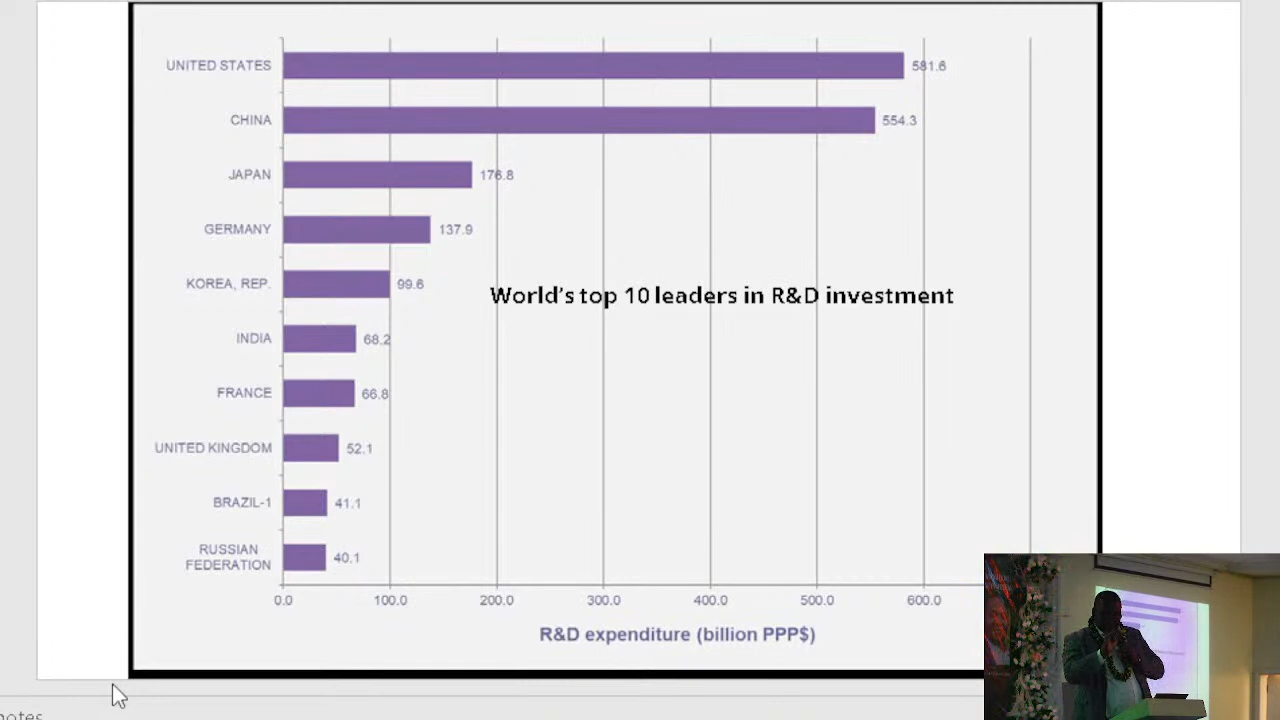 UNITED STATES 581.6
CHINA 554.3
JAPAN 176.8
GERMANY 137.9
KOREA, REP. 99.6
World's top 10 leaders in R&D investment
INDIA 68.2
FRANCE 66.8
UNITED KINGDOM 52.1
BRAZIL-1 41.1
RUSSIAN
FEDERATION 40.1
0.0 100.0 200.0 300.0 400.0 500.0 600.0
R&D expenditure (billion PPP$)
notes